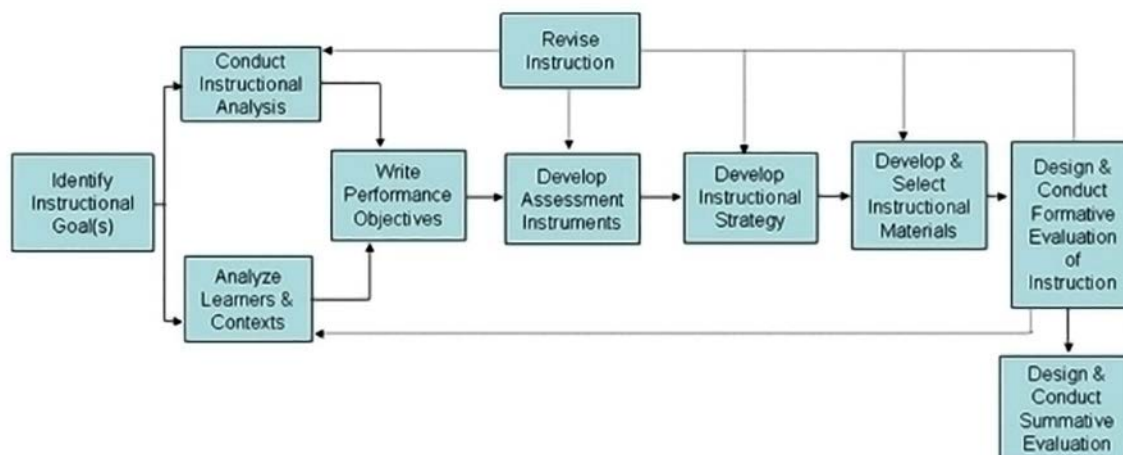 Revise
Instruction
Conduct
Instructional
Analysis
Identify
Instructional
Goal(s)
Write
Performance
Objectives
Develop
Assessment
Instruments
Develop
Instructional
Strategy
Develop &
Select
Instructional
Materials
Design &
Conduct
Formative
Evaluation
of
Instruction
Analyze
Learners &
Contexts
Design &
Conduct
Summative
Evaluation